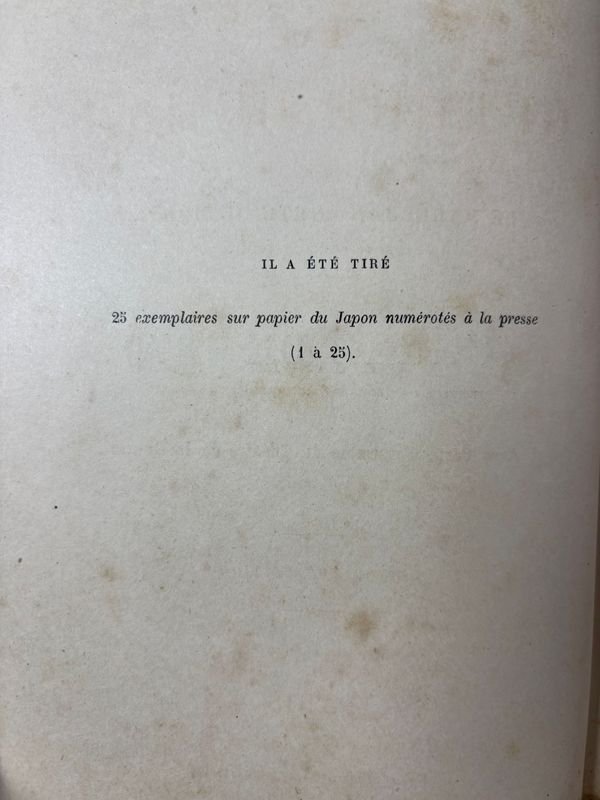 IL A ÉTÉ TIRÉ
25 exemplaires sur papier du Japon numérotés à la presse
(1 à 25).